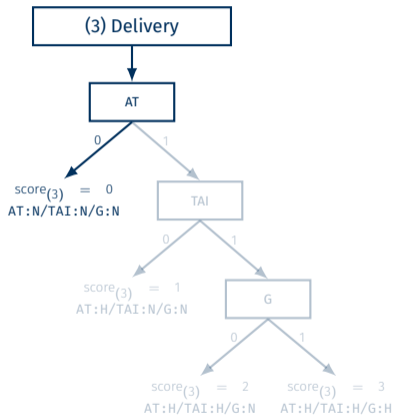 (3) Delivery
AT
0 1
score(3) = 0
AT:N/TAI:N/G:N
TAI
0 1
score(3) = 1
AT:H/TAI:N/G:N
G
0 1
score(3) = 2
AT:H/TAI:H/G:N
score(3) = 3
AT:H/TAI:H/G:H